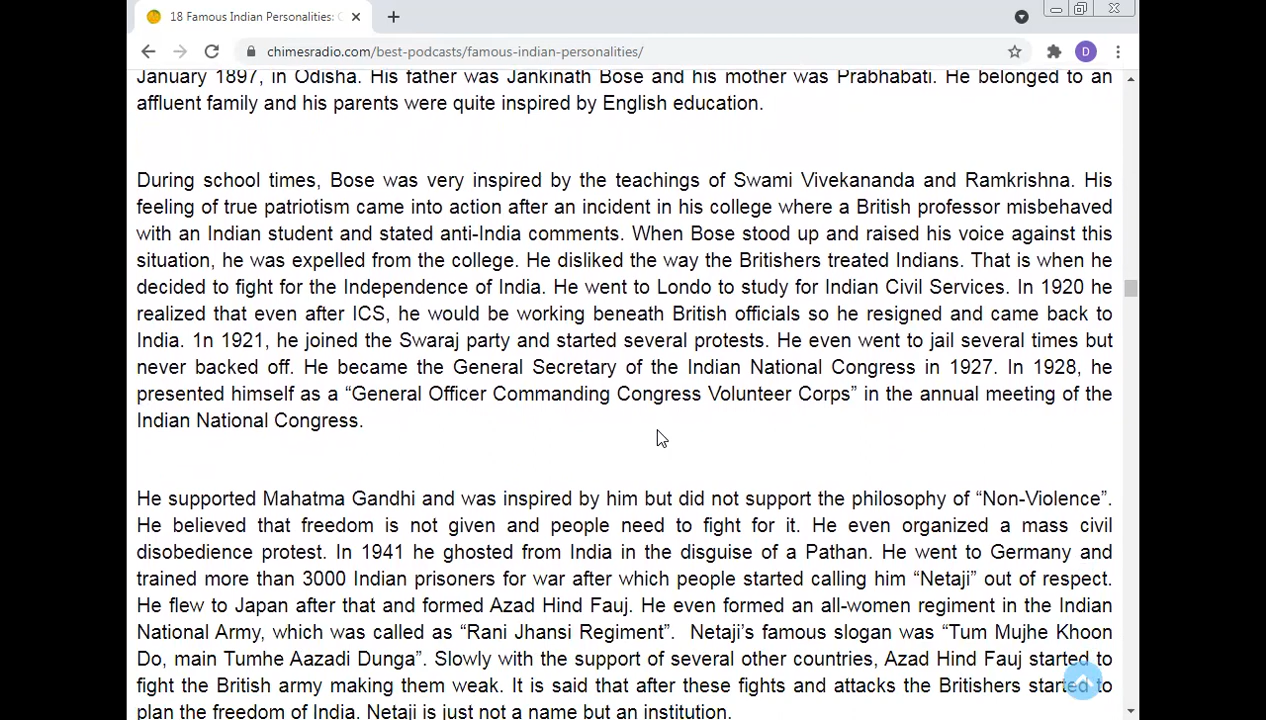 18 Famous Indian Personalities: C
chimesradio.com/best-podcasts/famous-indian-personalities/
D
January 1897, in Odisha. His father was Jankinath Bose and his mother was Prabhabati. He belonged to an
affluent family and his parents were quite inspired by English education.
During school times, Bose was very inspired by the teachings of Swami Vivekananda and Ramkrishna. His
feeling of true patriotism came into action after an incident in his college where a British professor misbehaved
with an Indian student and stated anti-India comments. When Bose stood up and raised his voice against this
situation, he was expelled from the college. He disliked the way the Britishers treated Indians. That is when he
decided to fight for the Independence of India. He went to Londo to study for Indian Civil Services. In 1920 he
realized that even after ICS, he would be working beneath British officials so he resigned and came back to
India. 1n 1921, he joined the Swaraj party and started several protests. He even went to jail several times but
never backed off. He became the General Secretary of the Indian National Congress in 1927. In 1928, he
presented himself as a “General Officer Commanding Congress Volunteer Corps” in the annual meeting of the
Indian National Congress.
He supported Mahatma Gandhi and was inspired by him but did not support the philosophy of “Non-Violence”.
He believed that freedom is not given and people need to fight for it. He even organized a mass civil
disobedience protest. In 1941 he ghosted from India in the disguise of a Pathan. He went to Germany and
trained more than 3000 Indian prisoners for war after which people started calling him “Netaji” out of respect.
He flew to Japan after that and formed Azad Hind Fauj. He even formed an all-women regiment in the Indian
National Army, which was called as “Rani Jhansi Regiment”.  Netaji’s famous slogan was “Tum Mujhe Khoon
Do, main Tumhe Aazadi Dunga”. Slowly with the support of several other countries, Azad Hind Fauj started to
fight the British army making them weak. It is said that after these fights and attacks the Britishers started to
plan the freedom of India. Netaji is just not a name but an institution.